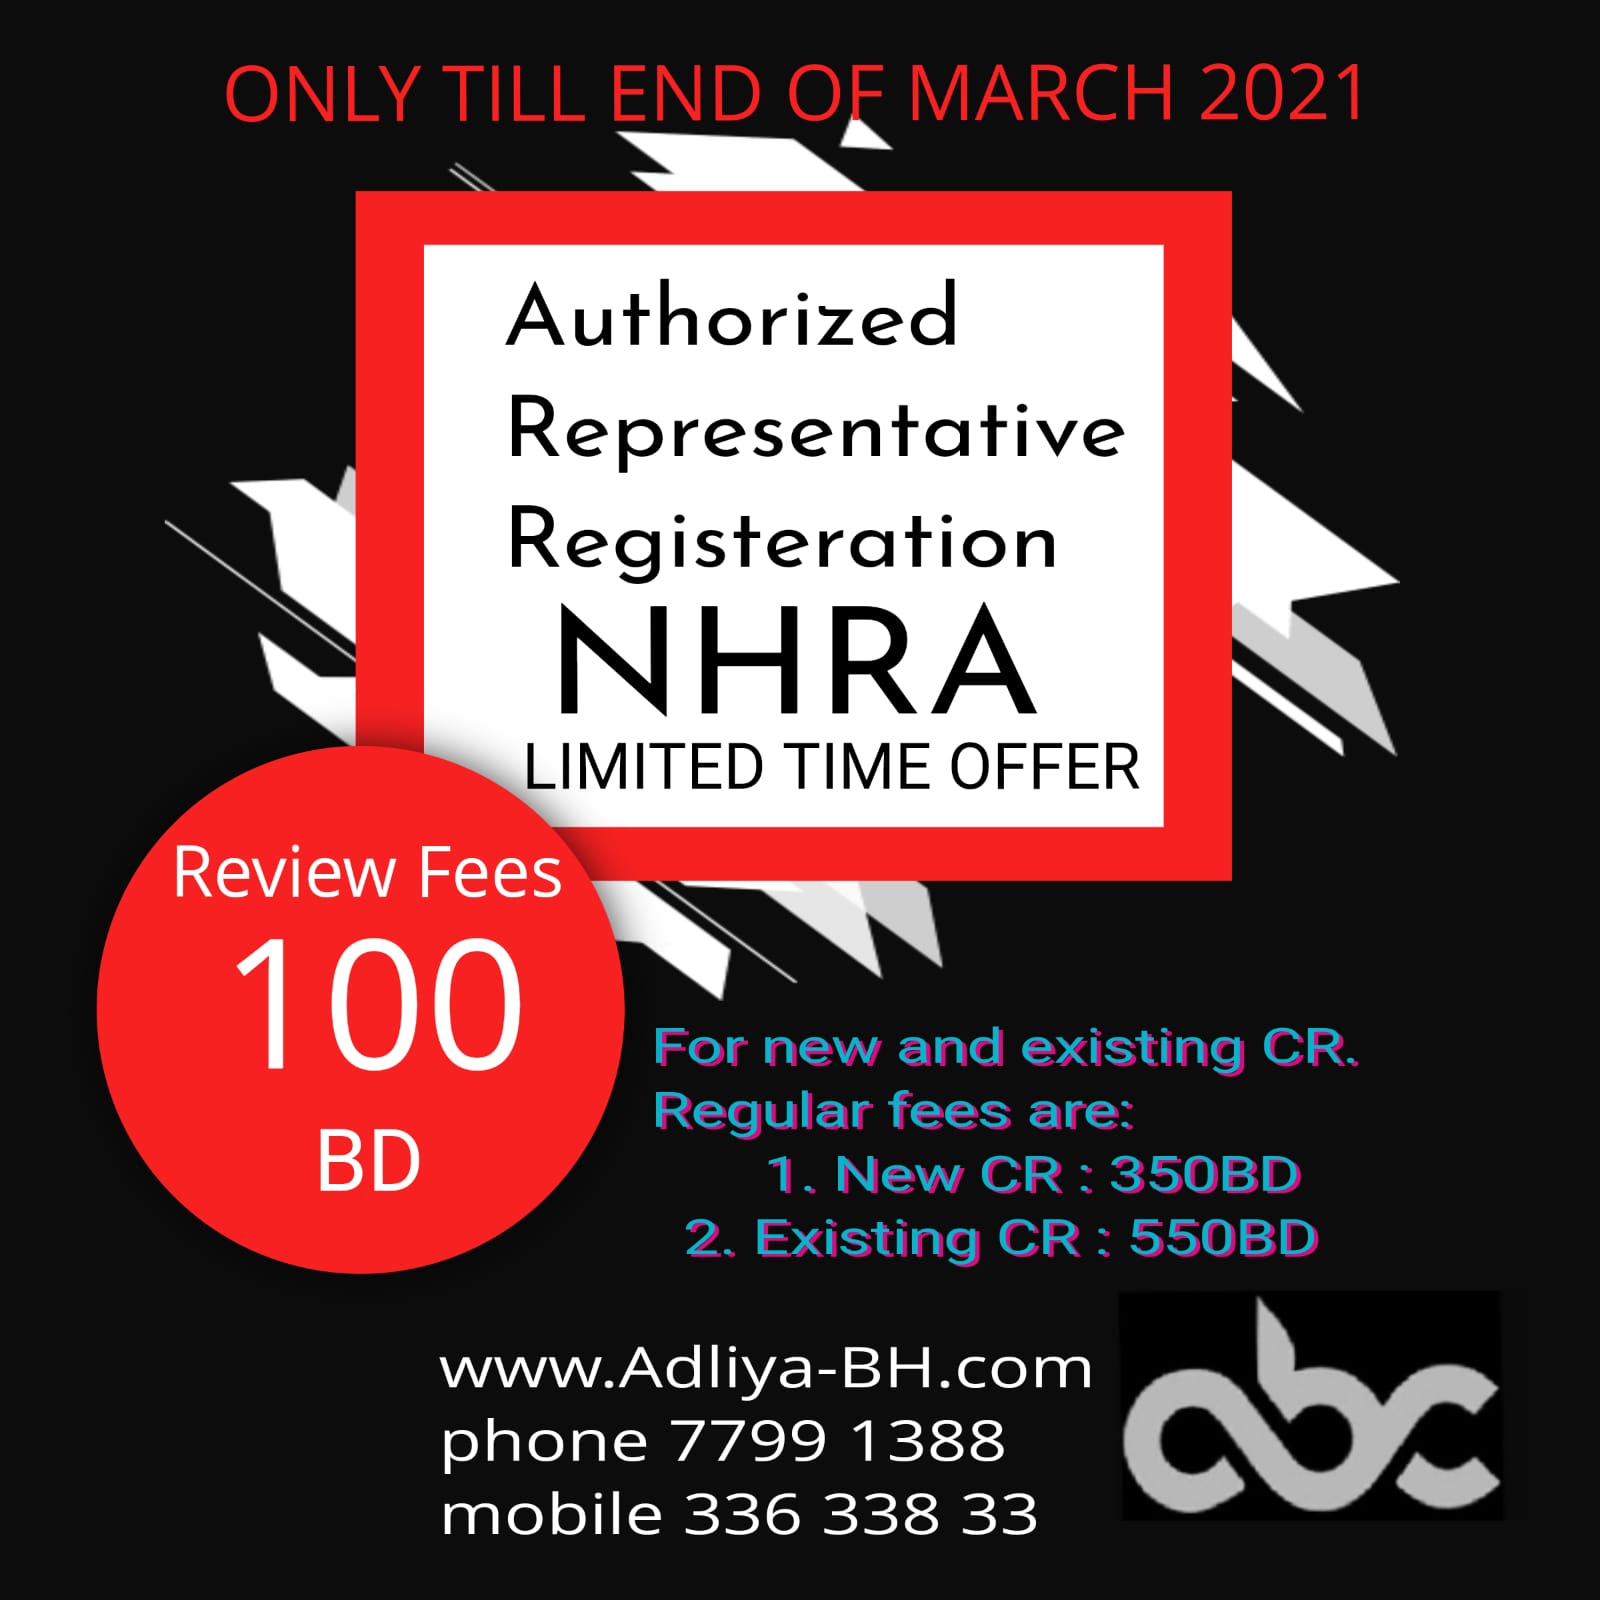 ONLY TILL END OF MARCH 2021
Authorized
Representative
Registeration
NHRA
LIMITED TIME OFFER
Review Fees
100
BD
For new and existing CR.
Regular fees are:
1. New CR : 350BD
2. Existing CR : 550BD
www.Adliya-BH.com
phone 7799 1388
mobile 336 338 33
abc